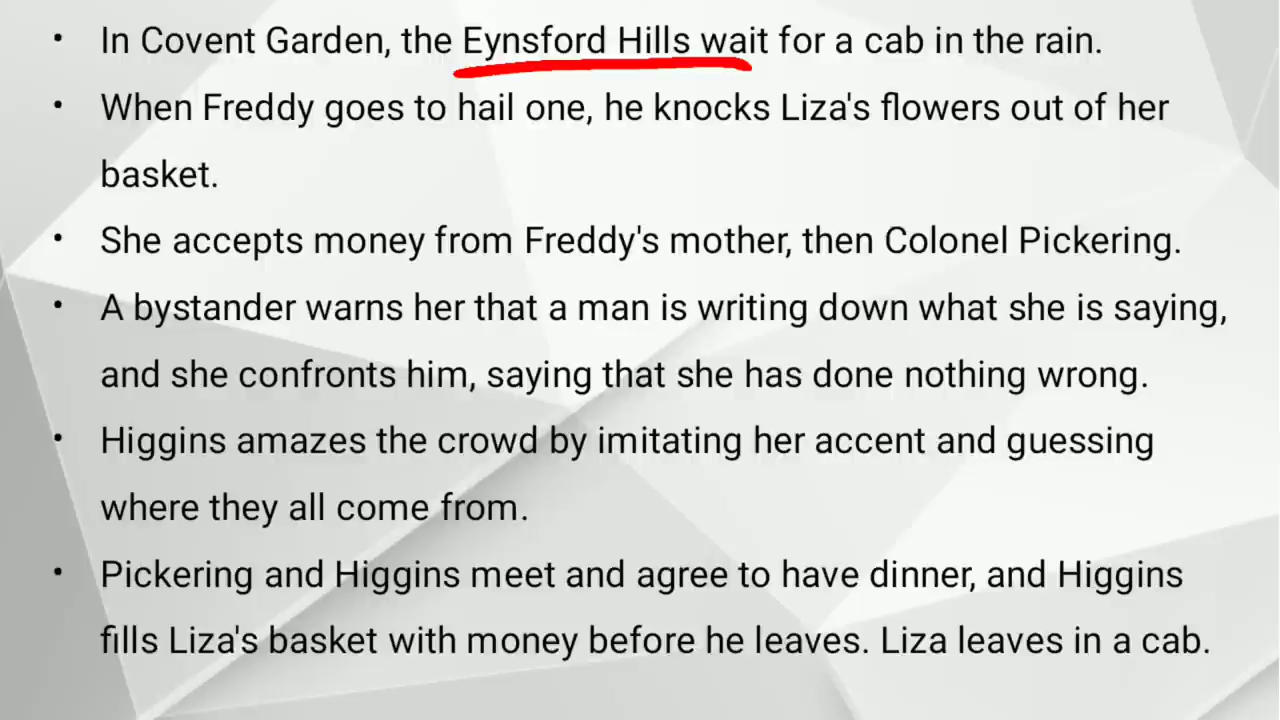 • In Covent Garden, the Eynsford Hills wait for a cab in the rain.
• When Freddy goes to hail one, he knocks Liza's flowers out of her
basket.
• She accepts money from Freddy's mother, then Colonel Pickering.
• A bystander warns her that a man is writing down what she is saying,
and she confronts him, saying that she has done nothing wrong.
• Higgins amazes the crowd by imitating her accent and guessing
where they all come from.
• Pickering and Higgins meet and agree to have dinner, and Higgins
fills Liza's basket with money before he leaves. Liza leaves in a cab.